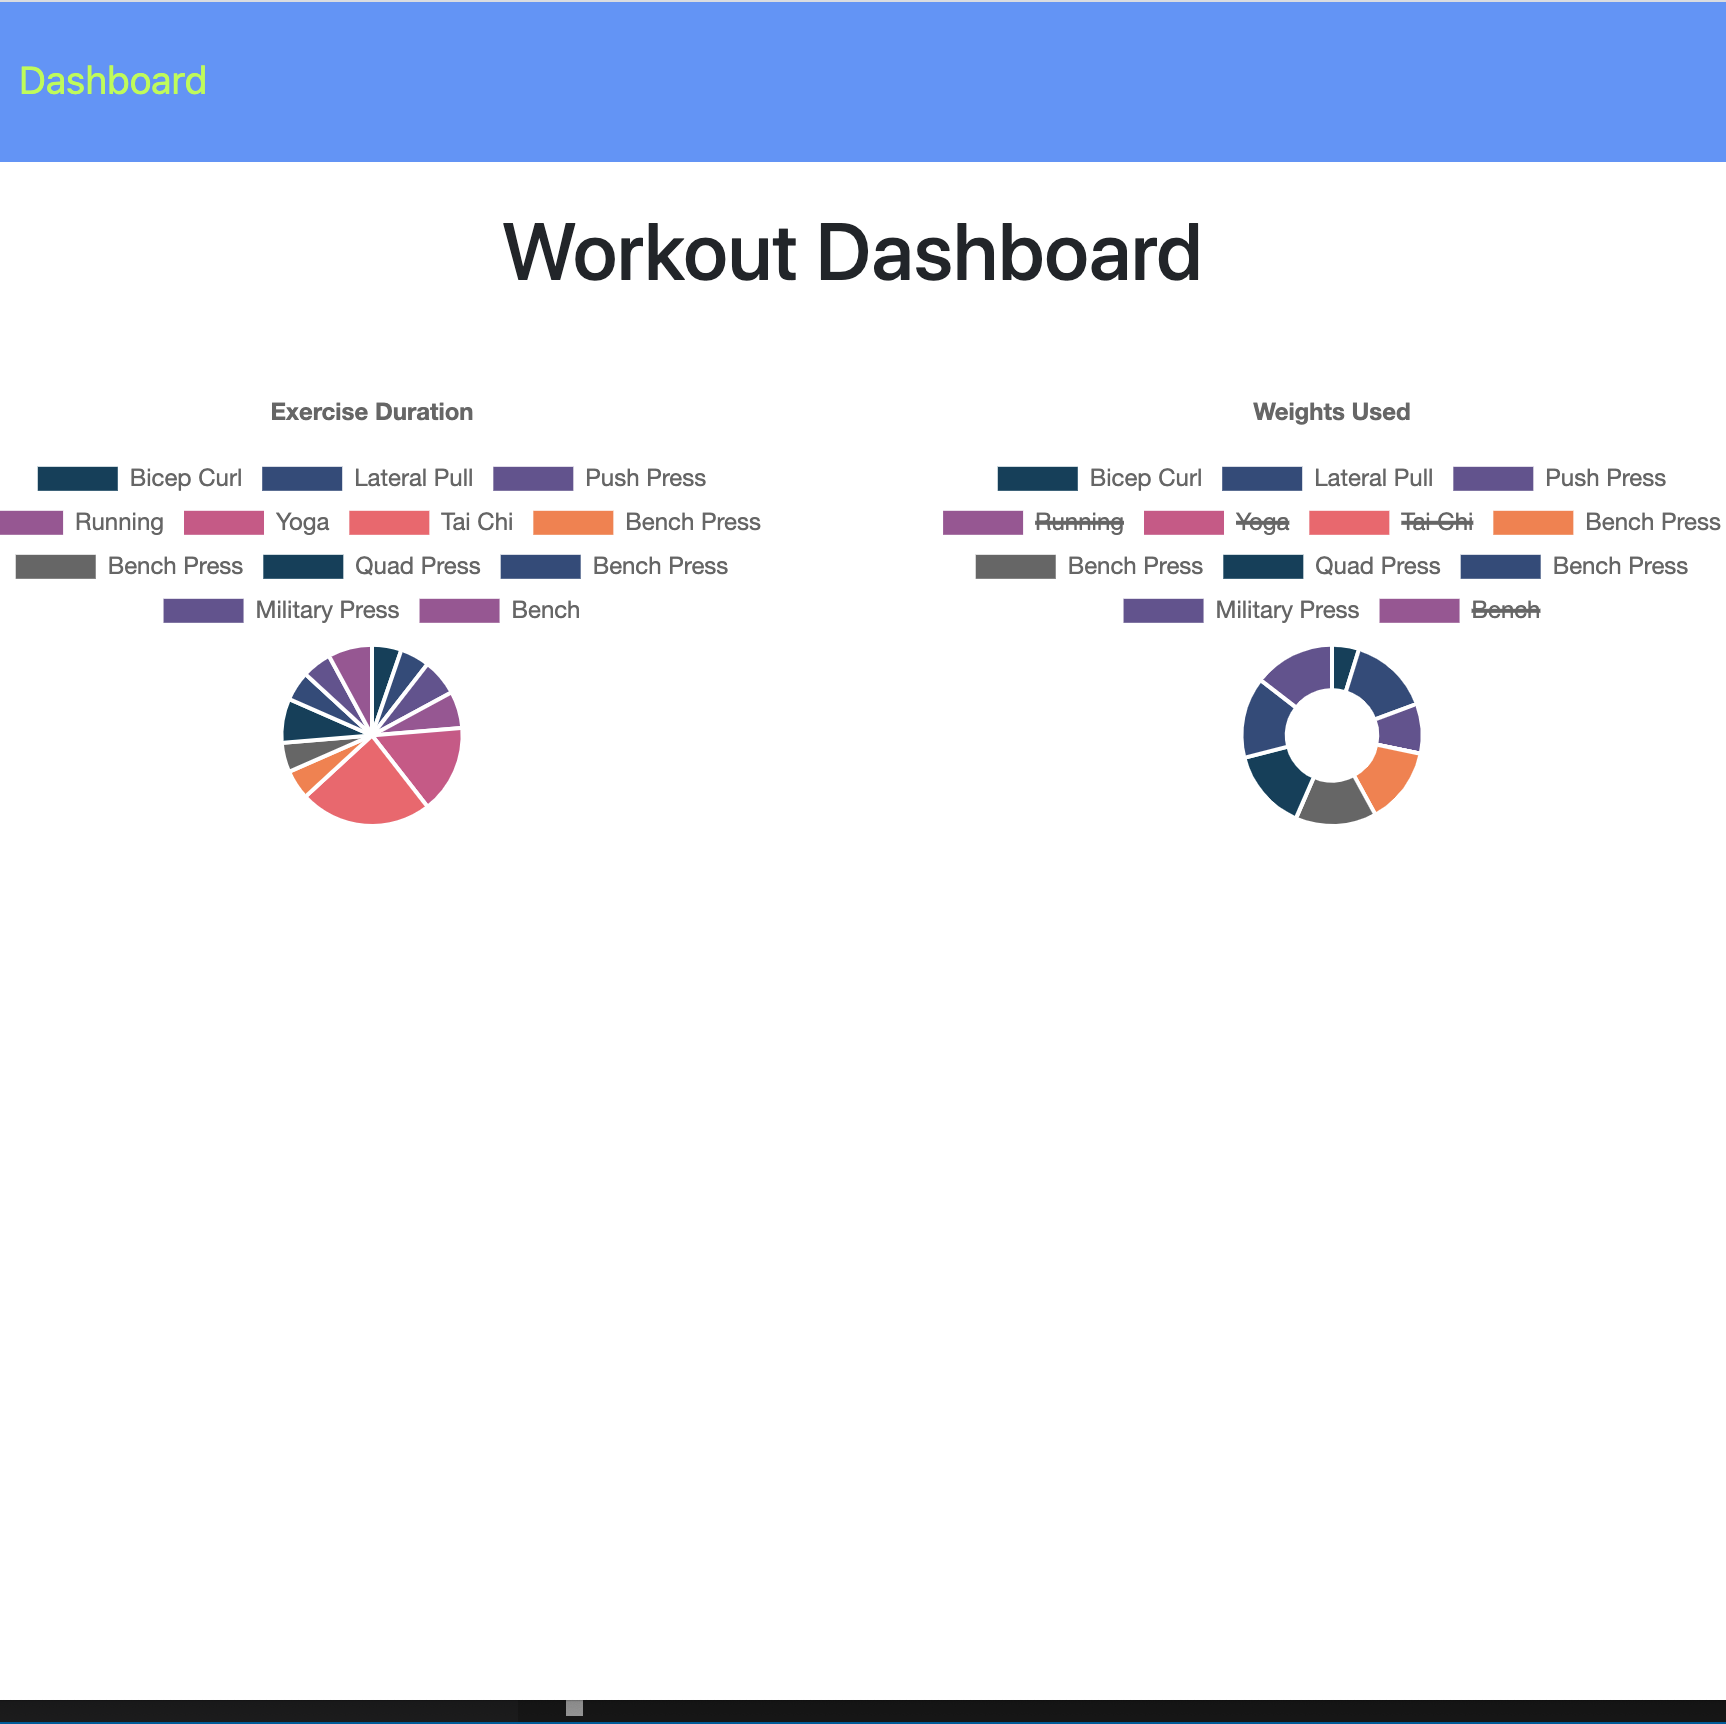 Dashboard
Workout Dashboard
Exercise Duration
Bicep Curl Lateral Pull Push Press
Running Yoga Tai Chi Bench Press
Bench Press Quad Press Bench Press
Military Press Bench
Weights Used
Bicep Curl Lateral Pull Push Press
Running Yoga Tai Chi Bench Press
Bench Press Quad Press Bench Press
Military Press Bench